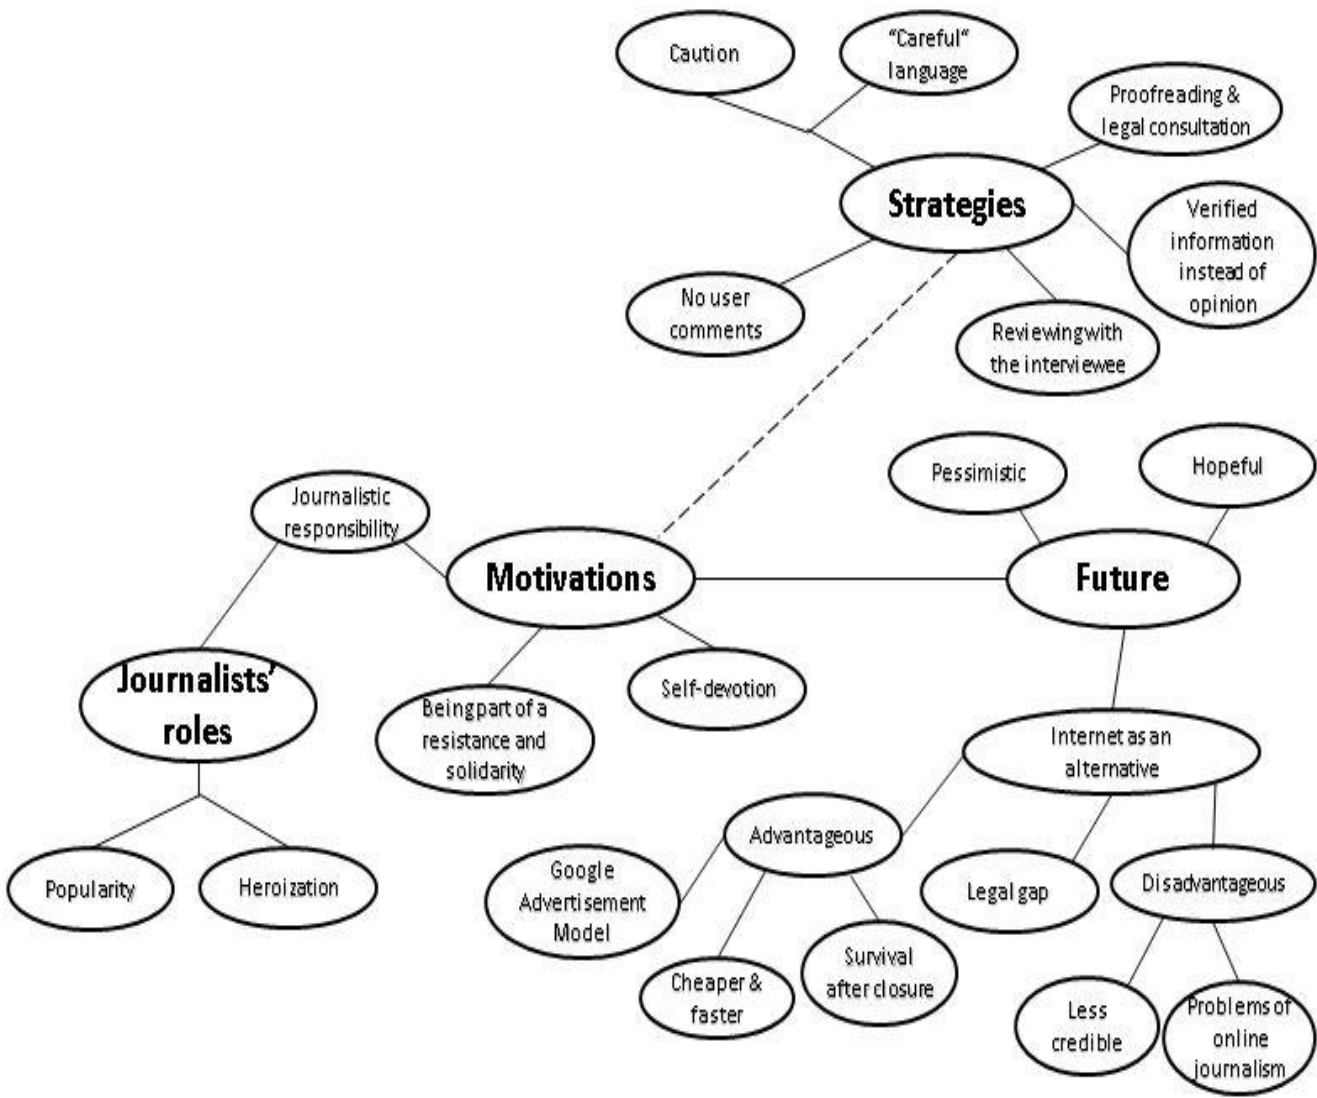 Caution
“Careful“
language
Proofreading &
legal consultation
Strategies
Verified
information
instead of
opinion
No user
comments
Reviewing with
the interviewee
Pessimistic
Hopeful
Journalistic
responsibility
Motivations
Future
Journalists’
roles
Being part of a
resistance and
solidarity
Self-devotion
Internet as an
alternative
Popularity
Heroization
Advantageous
Google
Advertisement
Model
Legal gap
Disadvantageous
Cheaper &
faster
Survival
after closure
Less
credible
Problems of
online
journalism